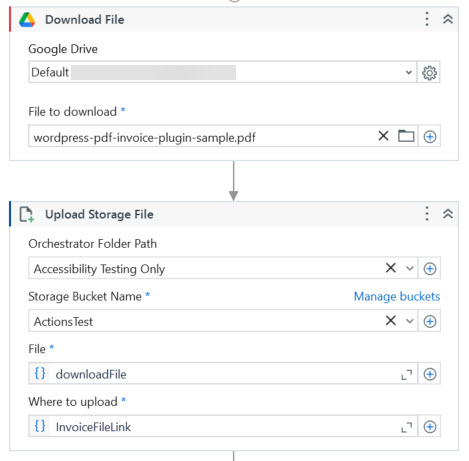 Download File
Google Drive
Default
File to download *
wordpress-pdf-invoice-plugin-sample.pdf
Upload Storage File
Orchestrator Folder Path
Accessibility Testing Only
Storage Bucket Name * Manage buckets
ActionsTest
File *
{} downloadFile
Where to upload *
{} InvoiceFileLink